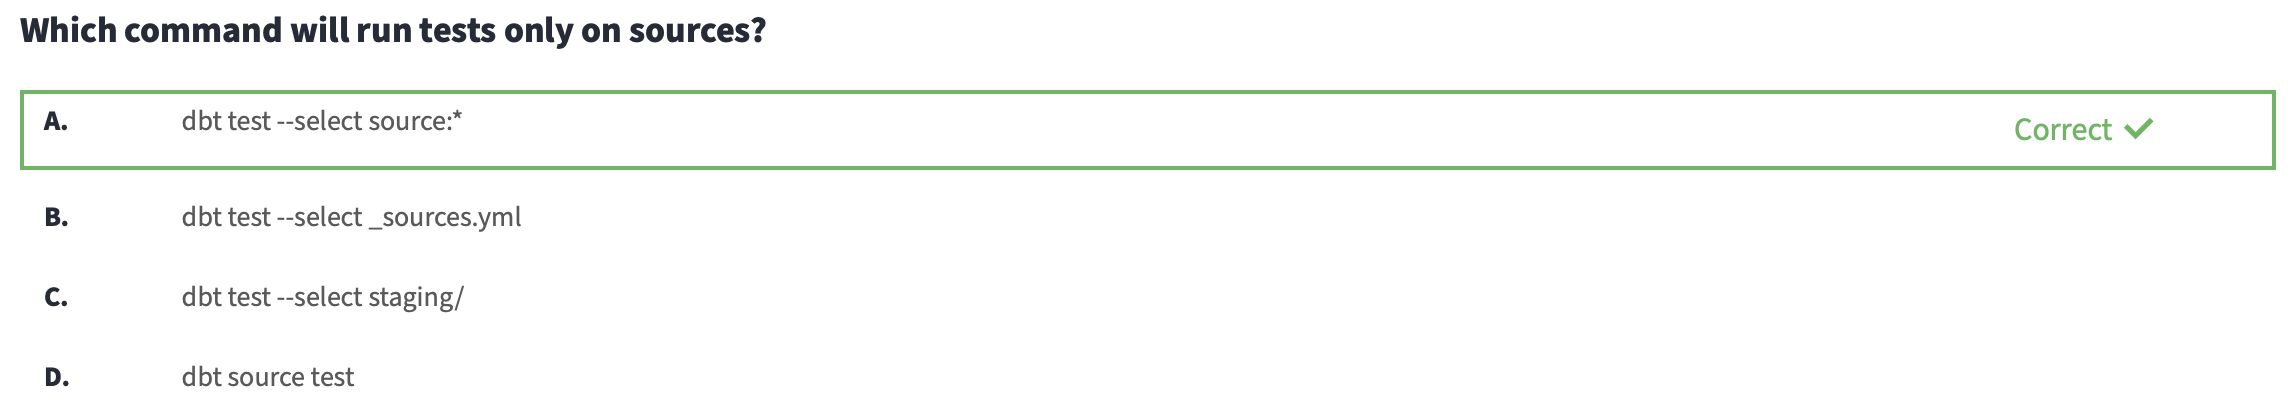 Which command will run tests only on sources?
A. dbt test --select source:* Correct ✓
B. dbt test --select _sources.yml
C. dbt test --select staging/
D. dbt source test